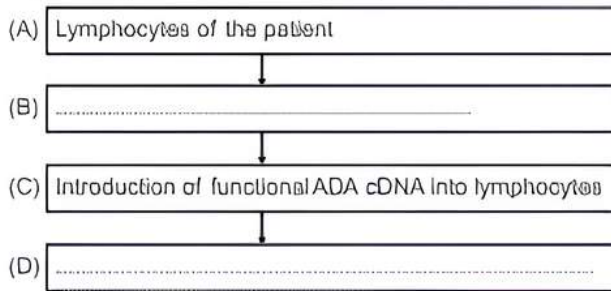 (A) Lymphocytes of the patient
(B) ........................................
(C) Introduction of functional ADA cDNA into lymphocytes
(D) ........................................